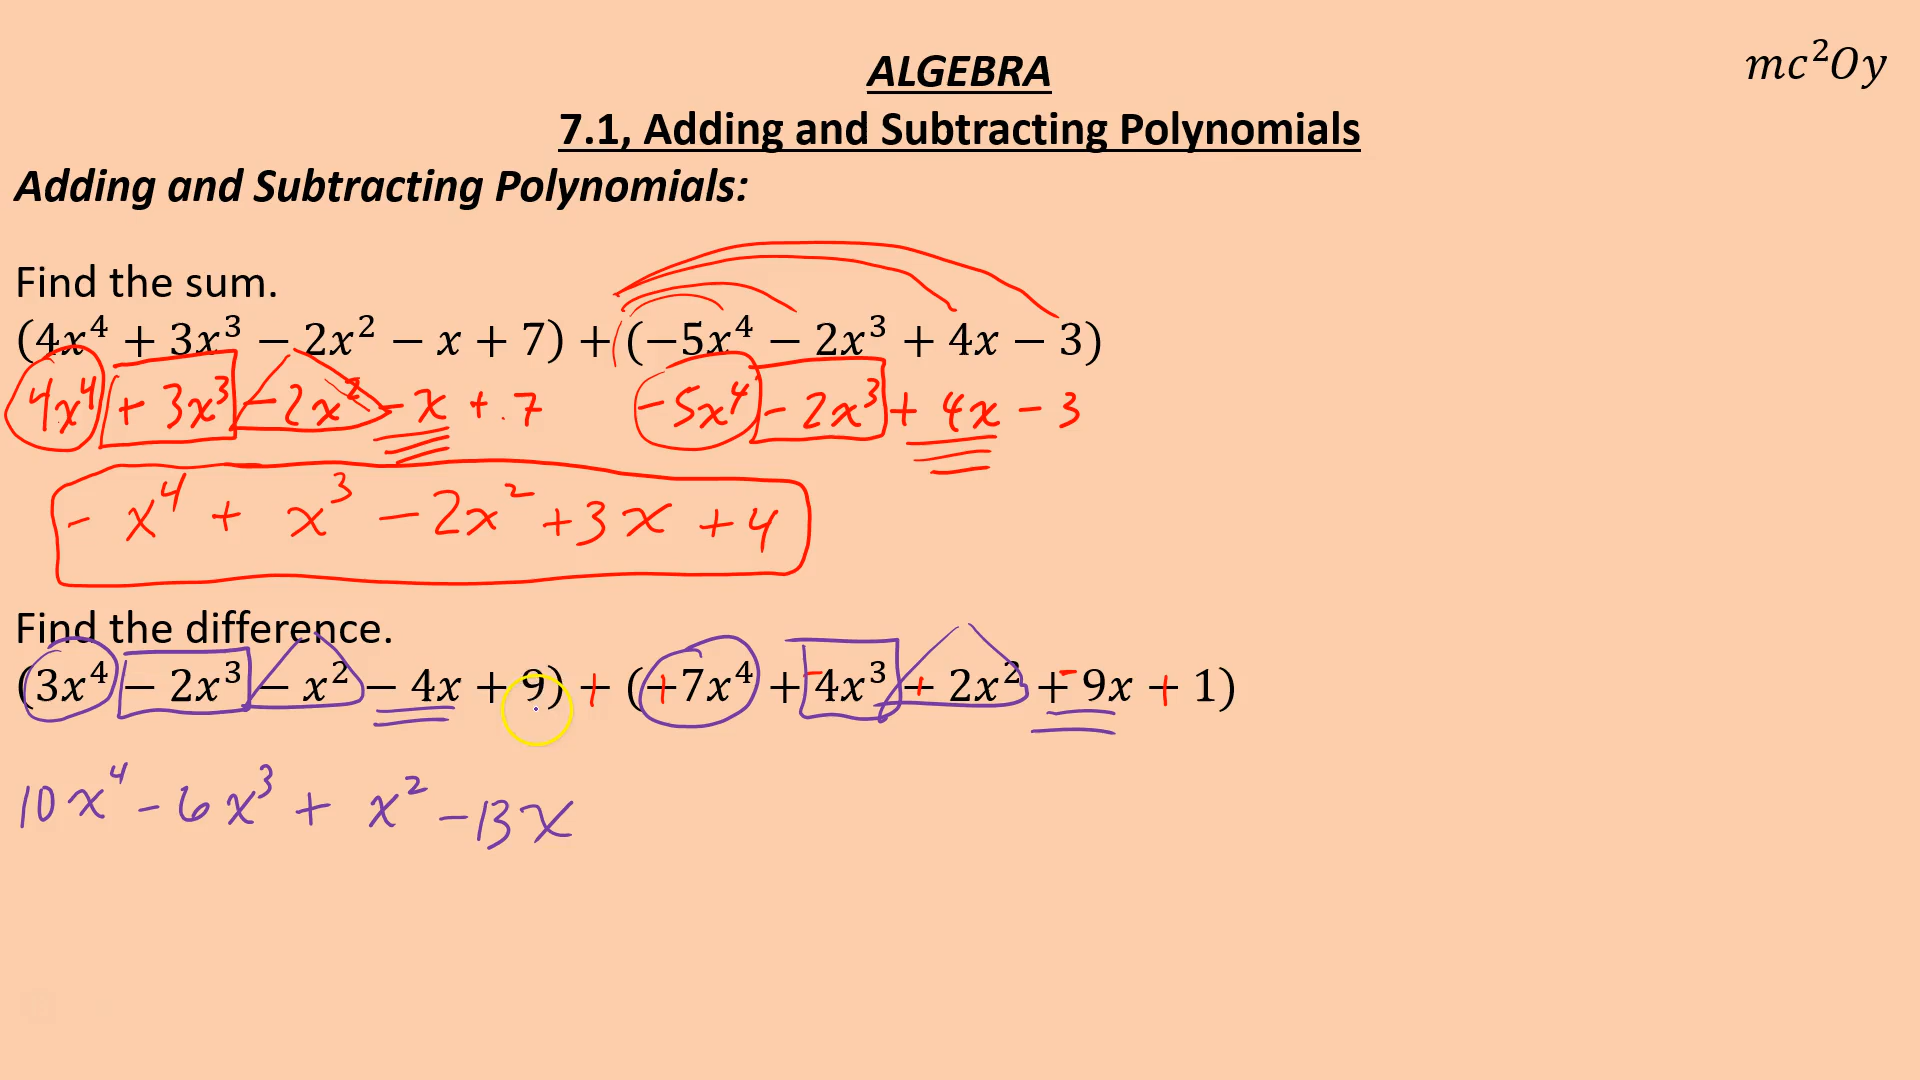 ALGEBRA
mc²Oy
7.1, Adding and Subtracting Polynomials
Adding and Subtracting Polynomials:
Find the sum.
(4x⁴ + 3x³ − 2x² − x + 7) + (−5x⁴ − 2x³ + 4x − 3)
4x⁴ + 3x³ − 2x² − x + 7 −5x⁴ − 2x³ + 4x − 3
− x⁴ + x³ − 2x² + 3x + 4
Find the difference.
(3x⁴ − 2x³ − x² − 4x + 9) + (+7x⁴ + −4x³ + 2x² + −9x + 1)
10x⁴ − 6x³ + x² − 13x